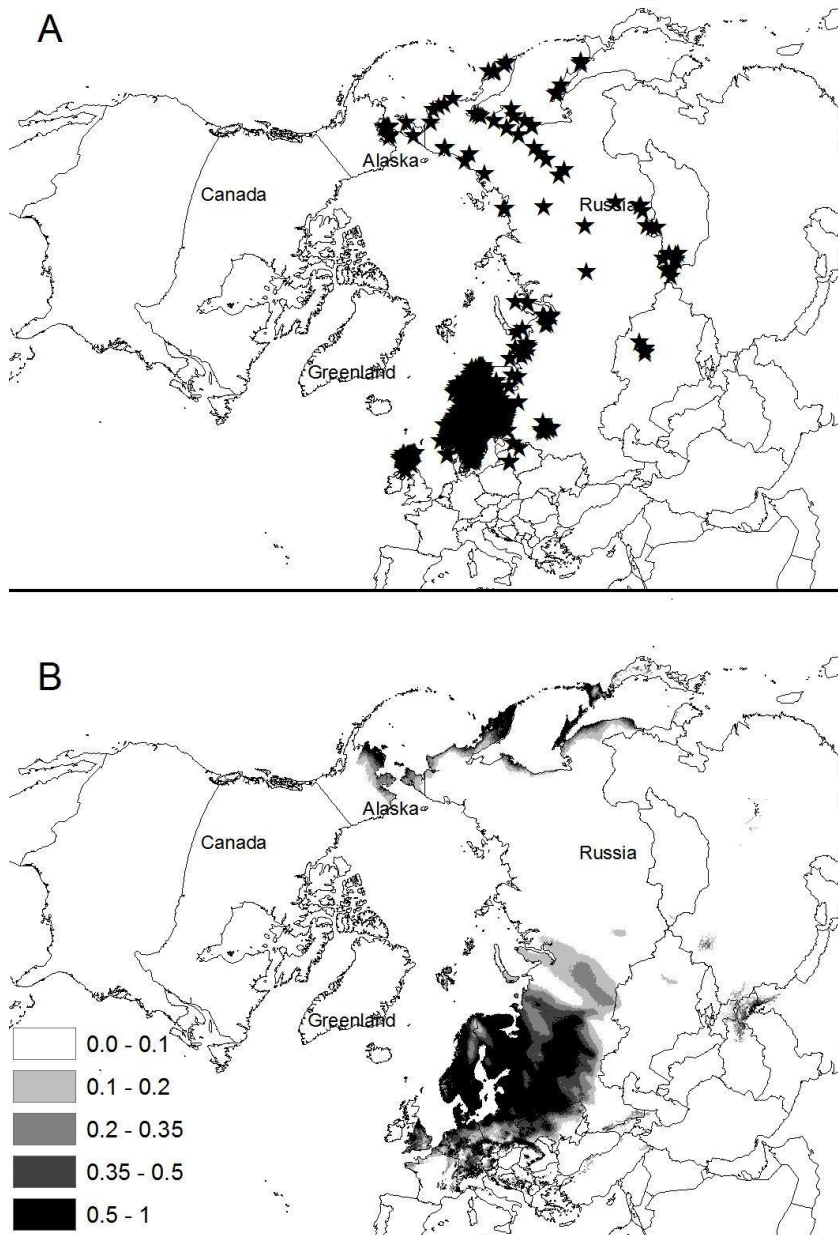 A
Alaska
Canada
Russia
Greenland
B
Alaska
Canada
Russia
Greenland
0.0 - 0.1
0.1 - 0.2
0.2 - 0.35
0.35 - 0.5
0.5 - 1